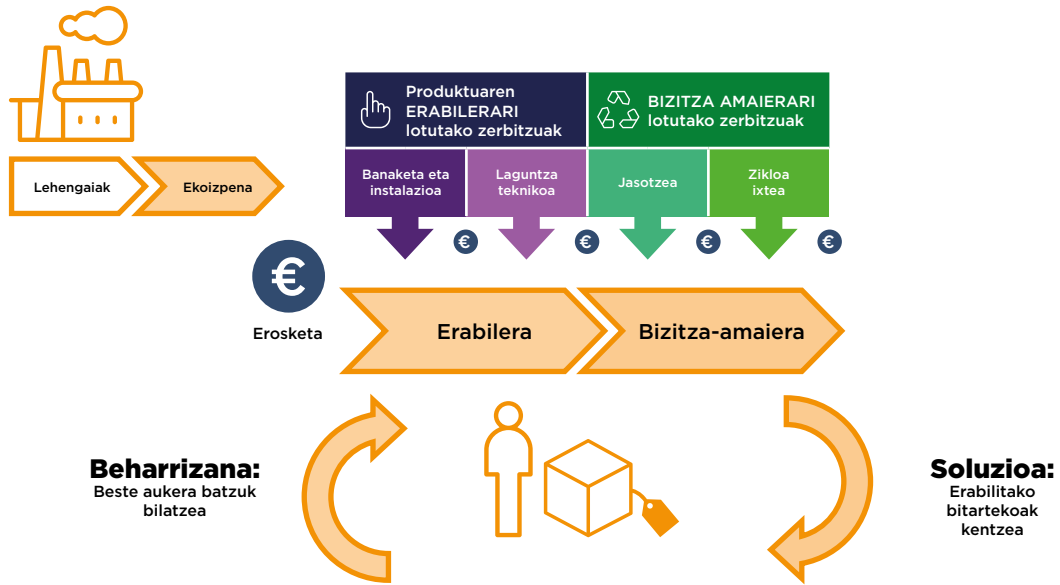 Produktuaren
ERABILERARI
lotutako zerbitzuak
BIZITZA AMAIERARI
lotutako zerbitzuak
Lehengaiak
Ekoizpena
Banaketa eta
instalazioa
Laguntza
teknikoa
Jasotzea
Zikloa
ixtea
€
€
€
€
€
Erosketa
Erabilera
Bizitza-amaiera
Beharrizana:
Beste aukera batzuk
bilatzea
Soluzioa:
Erabilitako
bitartekoak
kentzea